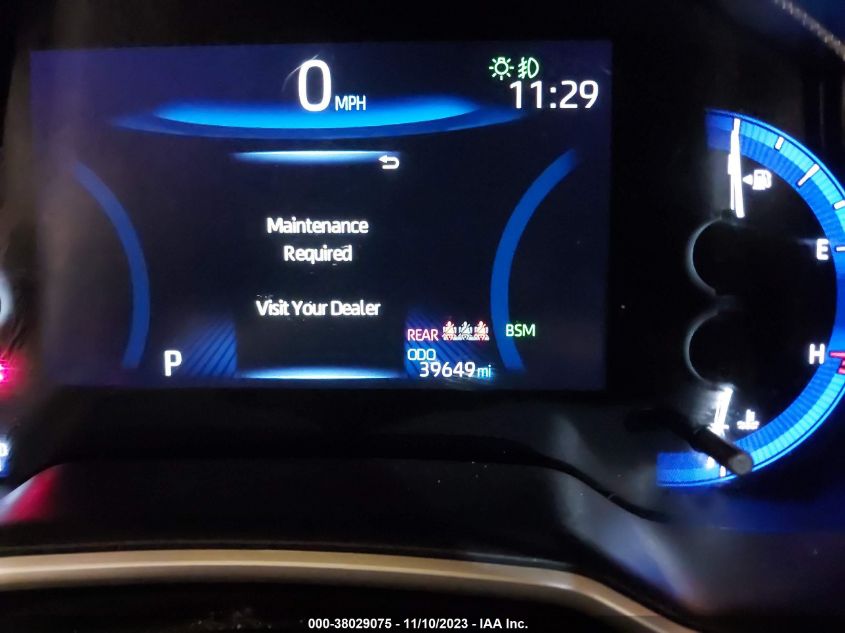 0 MPH
11:29
Maintenance
Required
Visit Your Dealer
REAR
BSM
ODO
P
39649 mi
E
H
000-38029075 - 11/10/2023 - IAA Inc.